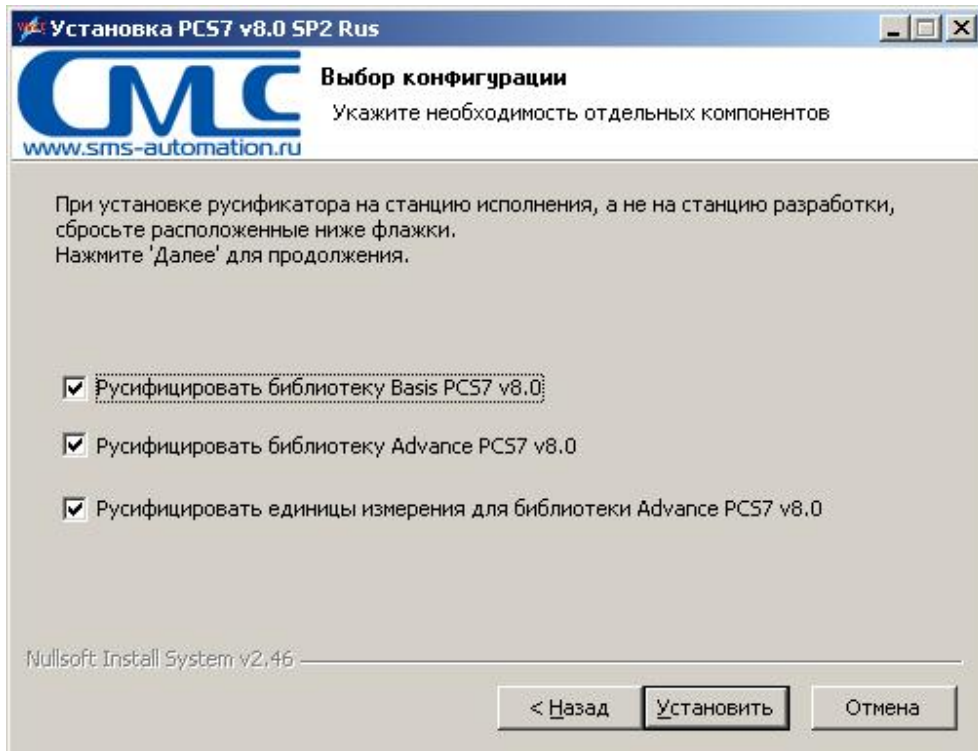 Установка PCS7 v8.0 SP2 Rus
СМС
www.sms-automation.ru
Выбор конфигурации
Укажите необходимость отдельных компонентов
При установке русификатора на станцию исполнения, а не на станцию разработки,
сбросьте расположенные ниже флажки.
Нажмите 'Далее' для продолжения.
Русифицировать библиотеку Basis PCS7 v8.0
Русифицировать библиотеку Advance PCS7 v8.0
Русифицировать единицы измерения для библиотеки Advance PCS7 v8.0
Nullsoft Install System v2.46
< Назад
Установить
Отмена